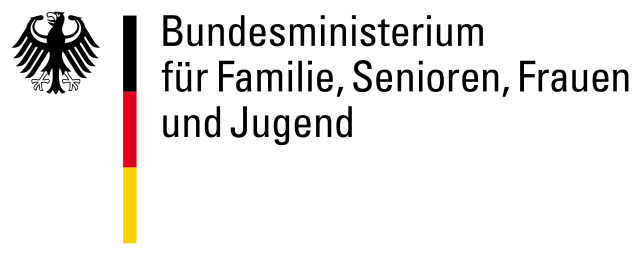 Bundesministerium
für Familie, Senioren, Frauen
und Jugend